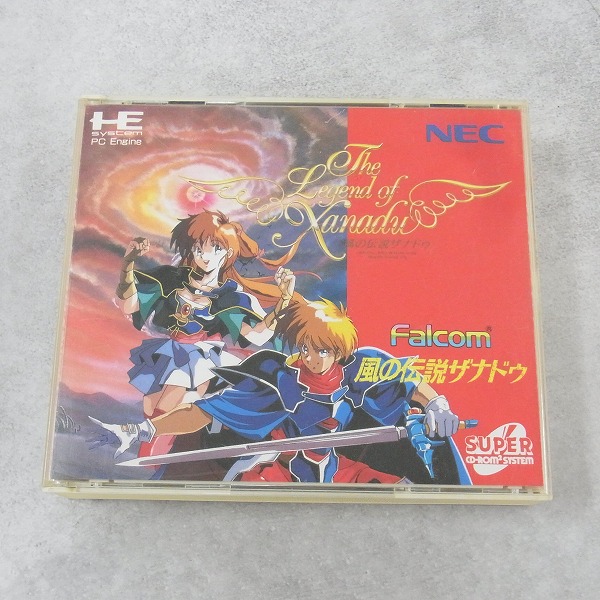 HE
system
PC Engine
NEC
The
Legend of
Xanadu
風の伝説ザナドゥ
Falcom®
風の伝説ザナドゥ
SUPER
CD-ROM² SYSTEM